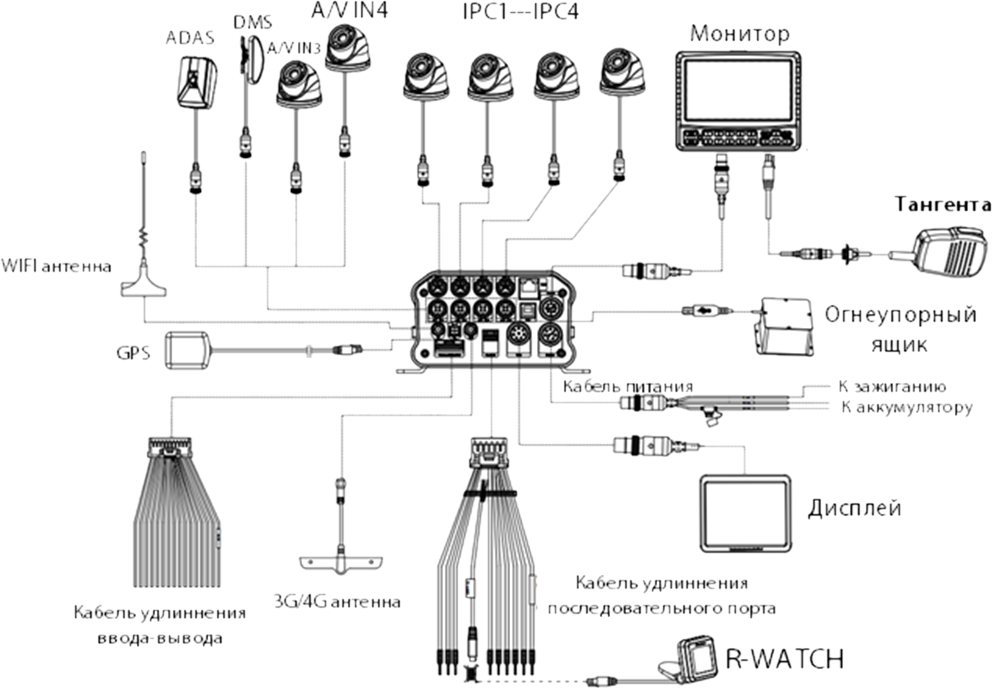 ADAS
DMS
A/V IN3
A/V IN4
IPC1---IPC4
Монитор
Тангента
WIFI антенна
GPS
Огнеупорный
ящик
Кабель питания
К зажиганию
К аккумулятору
Дисплей
3G/4G антенна
Кабель удлиннения
ввода-вывода
Кабель удлиннения
последовательного порта
R-WATCH